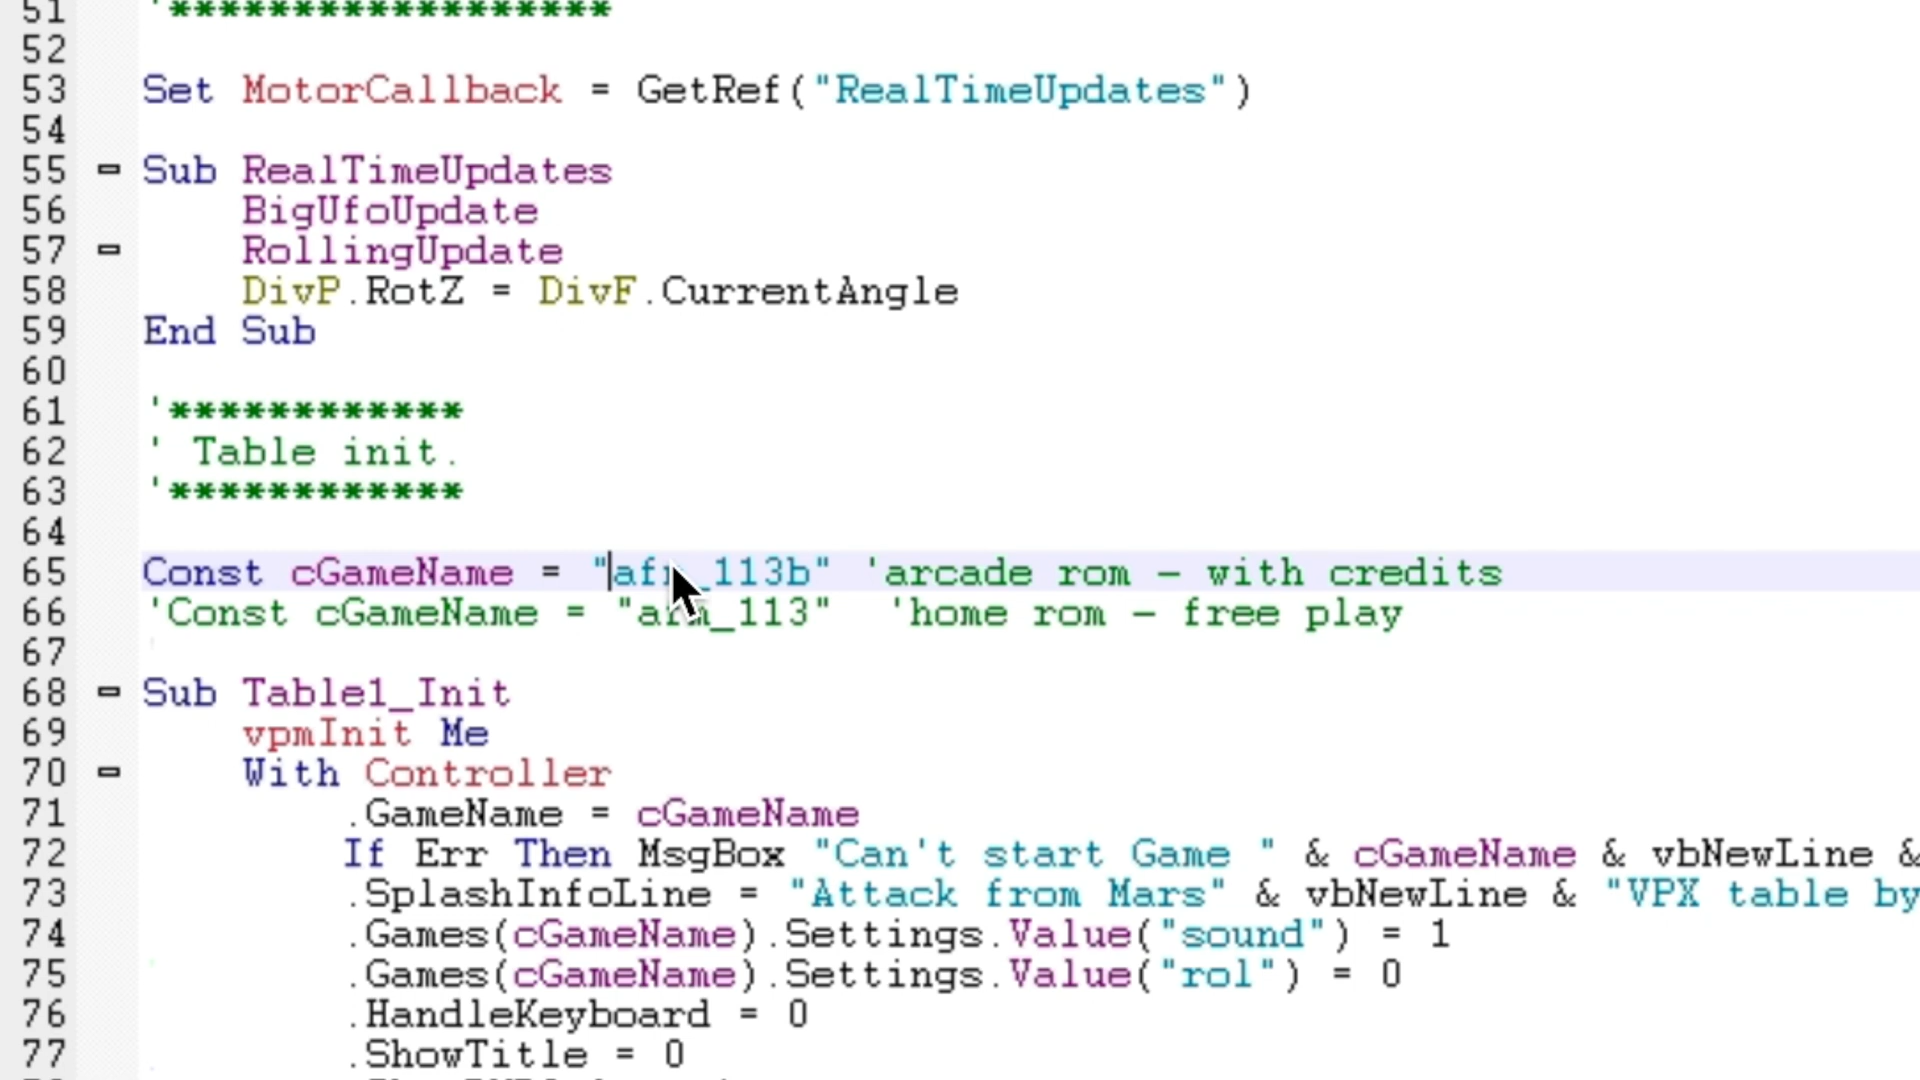 51 '******************
52
53 Set MotorCallback = GetRef("RealTimeUpdates")
54
55 Sub RealTimeUpdates
56 BigUfoUpdate
57 RollingUpdate
58 DivP.RotZ = DivF.CurrentAngle
59 End Sub
60
61 '************
62 ' Table init.
63 '************
64
65 Const cGameName = "afm_113b" 'arcade rom - with credits
66 'Const cGameName = "afm_113" 'home rom - free play
67
68 Sub Table1_Init
69 vpmInit Me
70 With Controller
71 .GameName = cGameName
72 If Err Then MsgBox "Can't start Game " & cGameName & vbNewLine &
73 .SplashInfoLine = "Attack from Mars" & vbNewLine & "VPX table by
74 .Games(cGameName).Settings.Value("sound") = 1
75 .Games(cGameName).Settings.Value("rol") = 0
76 .HandleKeyboard = 0
77 .ShowTitle = 0